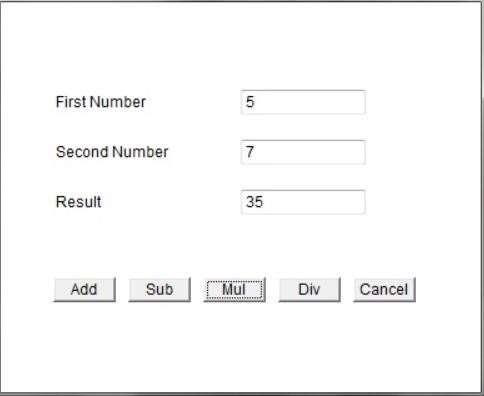 First Number 5
Second Number 7
Result 35
Add Sub Mul Div Cancel